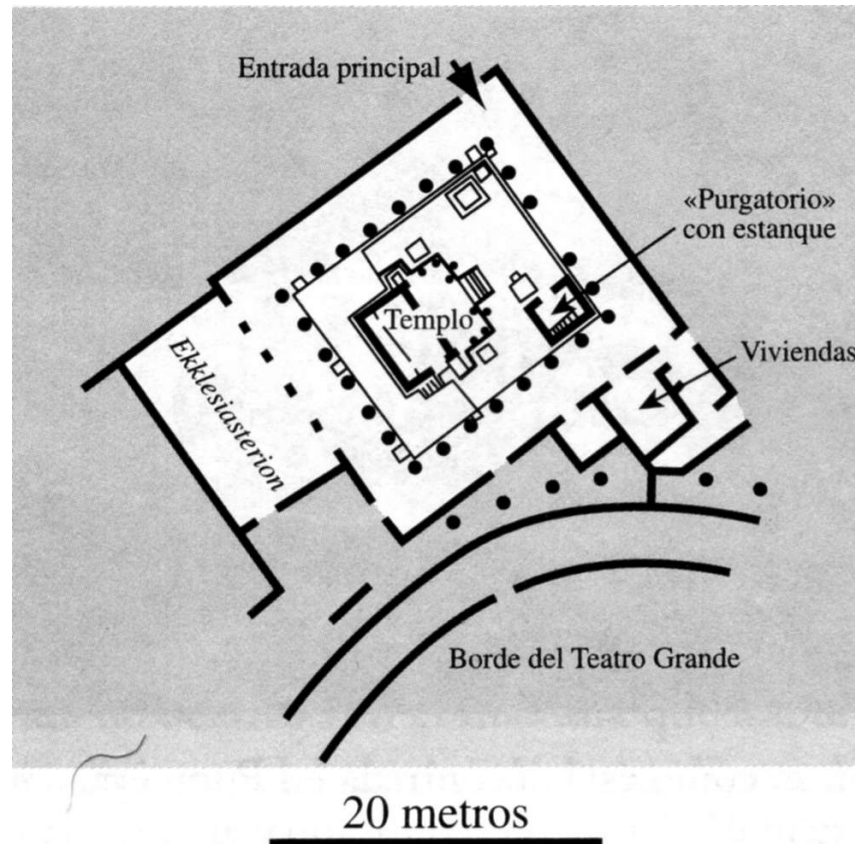 Entrada principal
«Purgatorio»
con estanque
Templo
Viviendas
Ekklesiasterion
Borde del Teatro Grande
20 metros